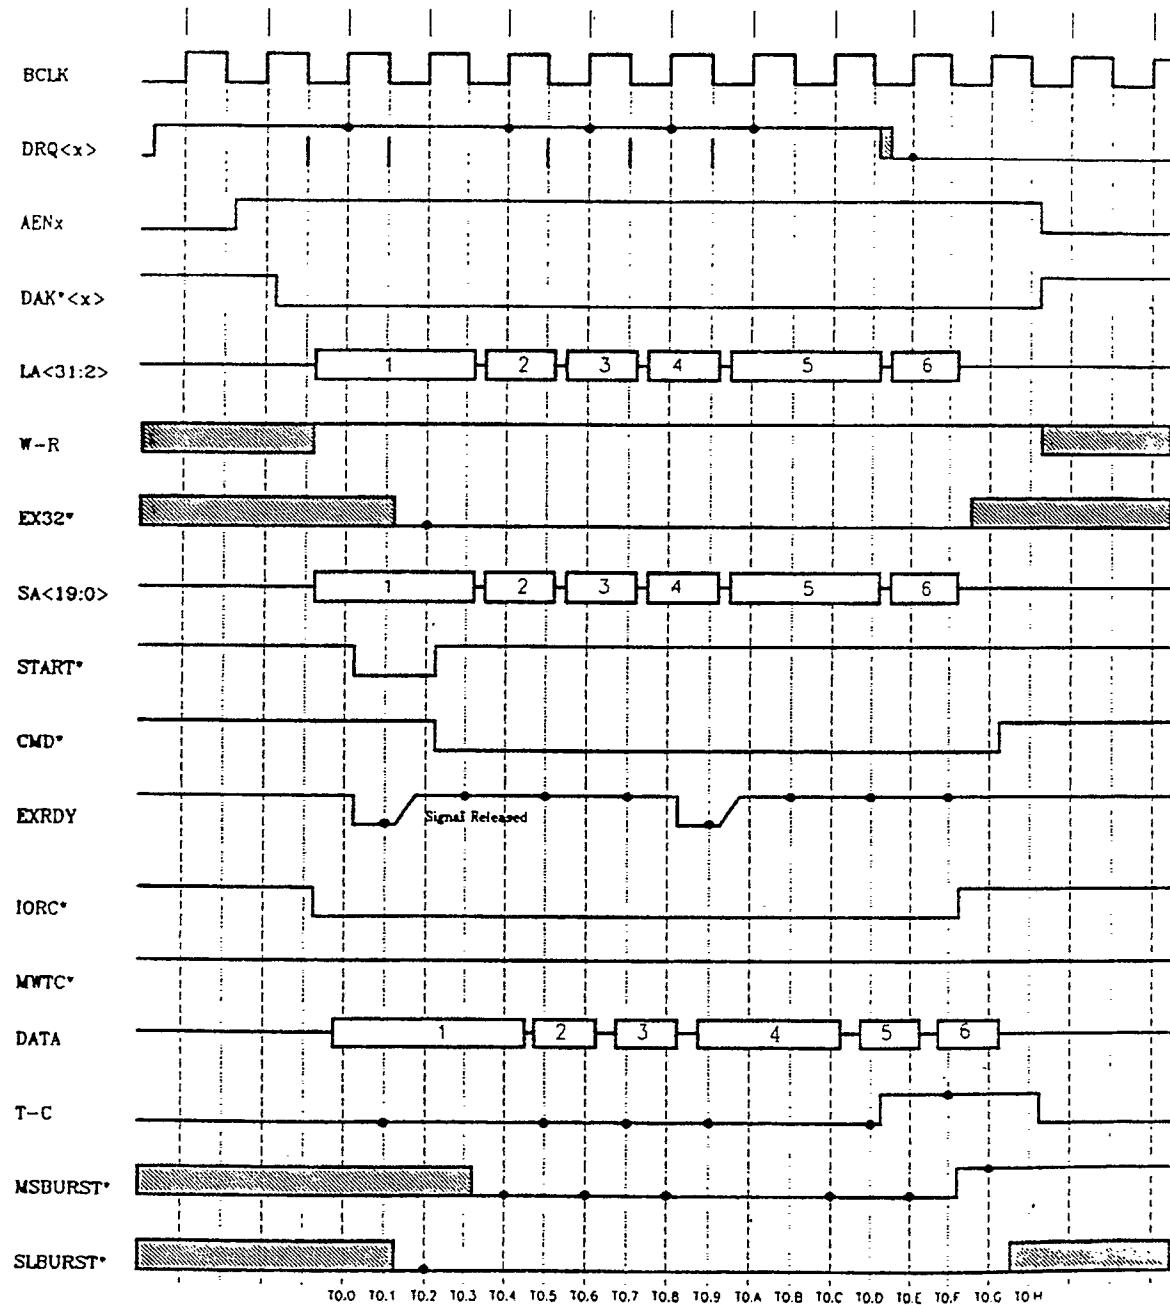 BCLK
DRQ<x>
AENx
DAK*<x>
LA<31:2> 1 2 3 4 5 6
W-R
EX32*
SA<19:0> 1 2 3 4 5 6
START*
CMD*
EXRDY Signal Released
IORC*
MWTC*
DATA 1 2 3 4 5 6
T-C
MSBURST*
SLBURST*
T0.0 T0.1 T0.2 T0.3 T0.4 T0.5 T0.6 T0.7 T0.8 T0.9 T0.A T0.B T0.C T0.D T0.E T0.F T0.G T0.H